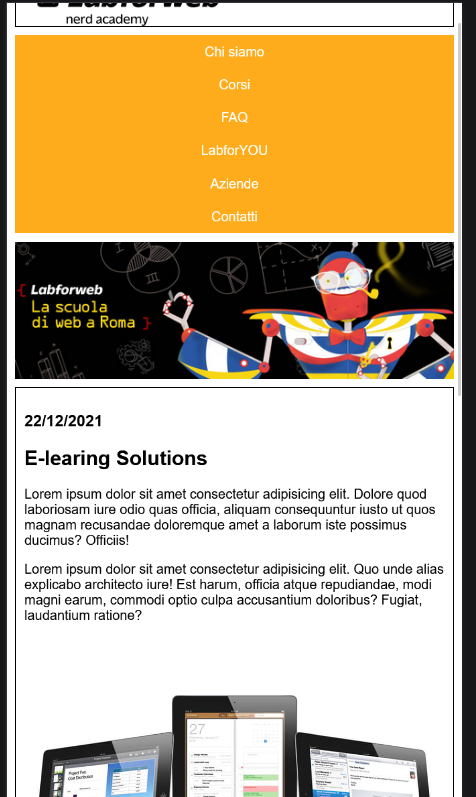 Labforweb
nerd academy
Chi siamo
Corsi
FAQ
LabforYOU
Aziende
Contatti
{ Labforweb
La scuola
di web a Roma }
22/12/2021
E-learing Solutions
Lorem ipsum dolor sit amet consectetur adipisicing elit. Dolore quod
laboriosam iure odio quas officia, aliquam consequuntur iusto ut quos
magnam recusandae doloremque amet a laborum iste possimus
ducimus? Officiis!
Lorem ipsum dolor sit amet consectetur adipisicing elit. Quo unde alias
explicabo architecto iure! Est harum, officia atque repudiandae, modi
magni earum, commodi optio culpa accusantium doloribus? Fugiat,
laudantium ratione?
27